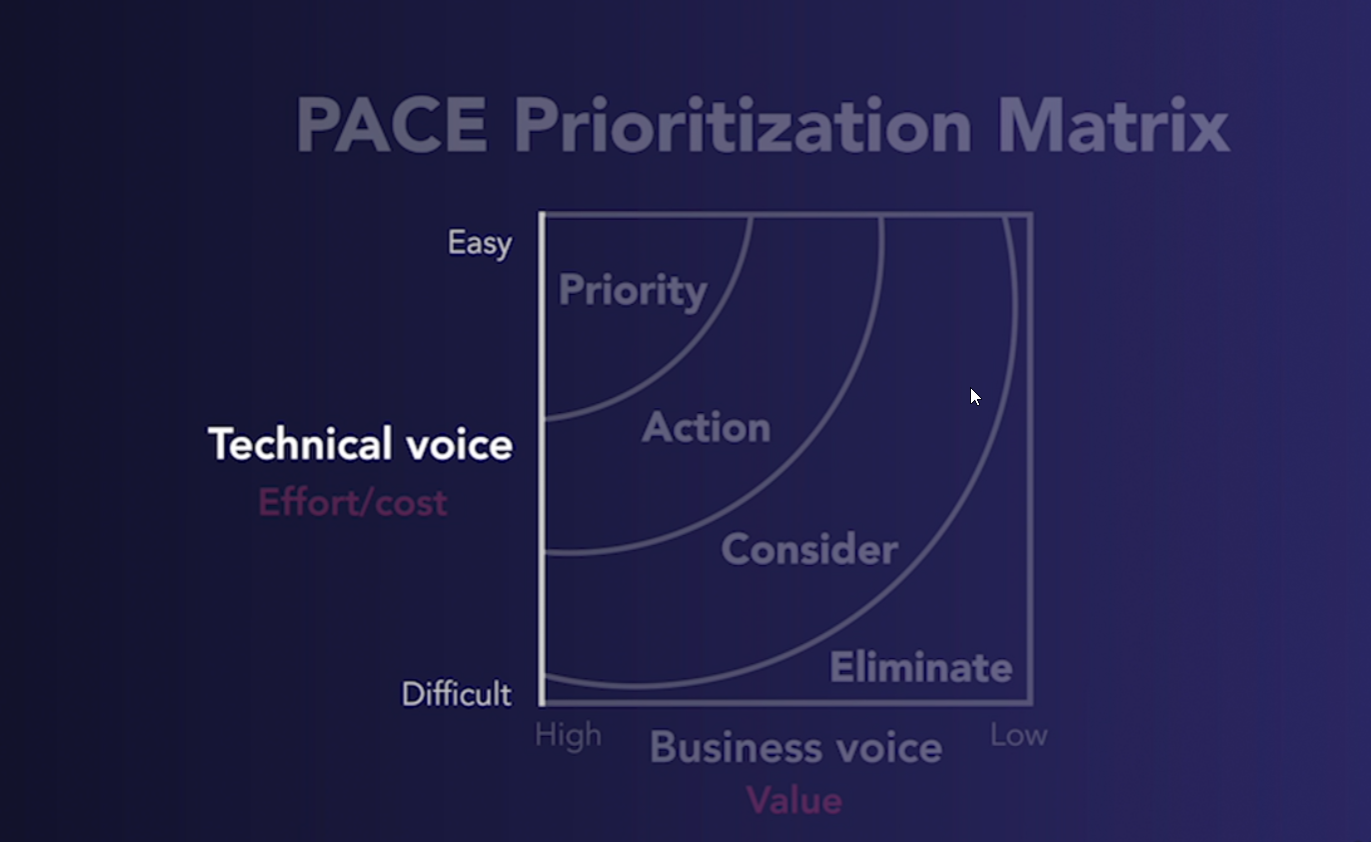 PACE Prioritization Matrix
Easy
Priority
Action
Technical voice
Effort/cost
Consider
Eliminate
Difficult
High
Business voice
Low
Value